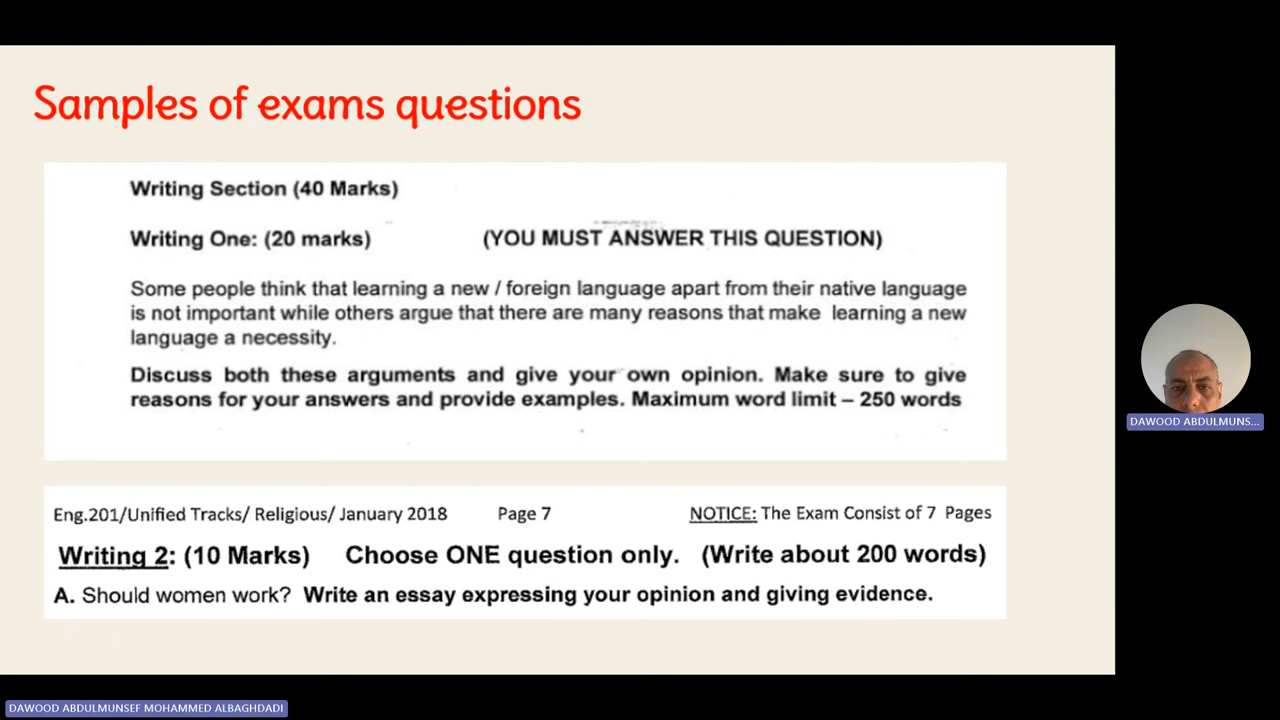 Samples of exams questions
Writing Section (40 Marks)
Writing One: (20 marks) (YOU MUST ANSWER THIS QUESTION)
Some people think that learning a new / foreign language apart from their native language
is not important while others argue that there are many reasons that make learning a new
language a necessity.
Discuss both these arguments and give your own opinion. Make sure to give
reasons for your answers and provide examples. Maximum word limit – 250 words
Eng.201/Unified Tracks/ Religious/ January 2018 Page 7 NOTICE: The Exam Consist of 7 Pages
Writing 2: (10 Marks) Choose ONE question only. (Write about 200 words)
A. Should women work? Write an essay expressing your opinion and giving evidence.
DAWOOD ABDULMUNS...
DAWOOD ABDULMUNSEF MOHAMMED ALBAGHDADI